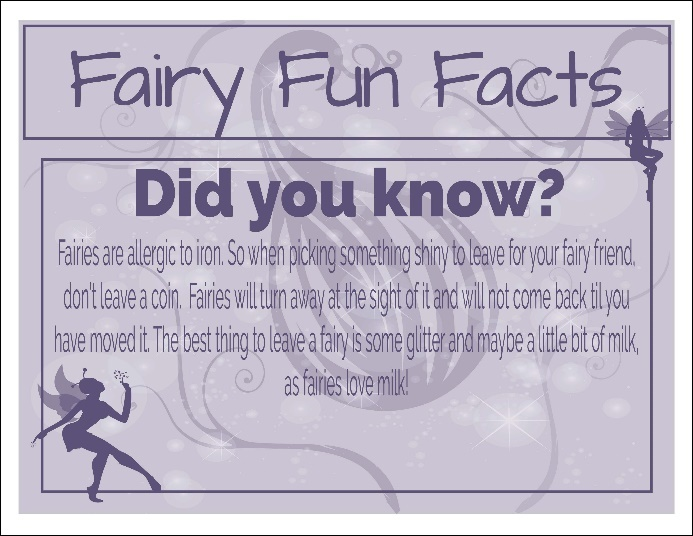 Fairy Fun Facts
Did you know?
Fairies are allergic to iron. So when picking something shiny to leave for your fairy friend,
don't leave a coin. Fairies will turn away at the sight of it and will not come back til you
have moved it. The best thing to leave a fairy is some glitter and maybe a little bit of milk,
as fairies love milk!